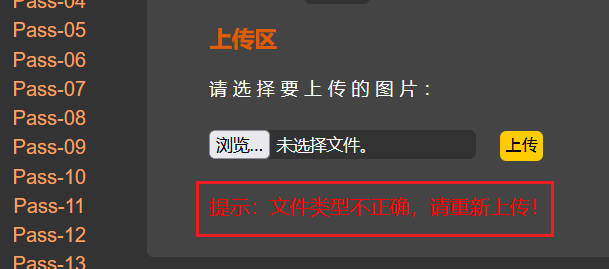 Pass-04
Pass-05
Pass-06
Pass-07
Pass-08
Pass-09
Pass-10
Pass-11
Pass-12
Pass-13
上传区
请选择要上传的图片：
浏览... 未选择文件。 上传
提示：文件类型不正确，请重新上传！